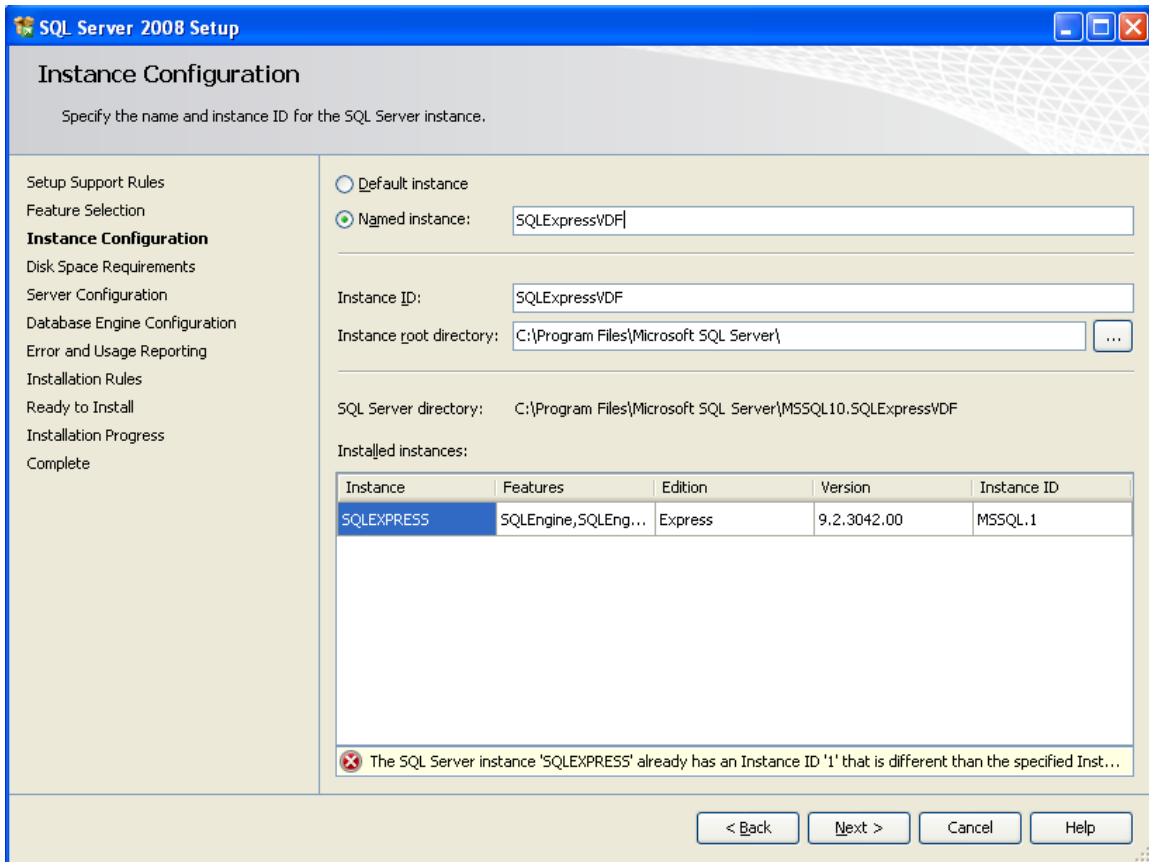 SQL Server 2008 Setup
Instance Configuration
Specify the name and instance ID for the SQL Server instance.
Setup Support Rules
Feature Selection
Instance Configuration
Disk Space Requirements
Server Configuration
Database Engine Configuration
Error and Usage Reporting
Installation Rules
Ready to Install
Installation Progress
Complete
Default instance
Named instance: SQLExpressVDF
Instance ID: SQLExpressVDF
Instance root directory: C:\Program Files\Microsoft SQL Server\ ...
SQL Server directory: C:\Program Files\Microsoft SQL Server\MSSQL10.SQLExpressVDF
Installed instances:
Instance Features Edition Version Instance ID
SQLEXPRESS SQLEngine,SQLEng... Express 9.2.3042.00 MSSQL.1
The SQL Server instance 'SQLEXPRESS' already has an Instance ID '1' that is different than the specified Inst...
< Back Next > Cancel Help